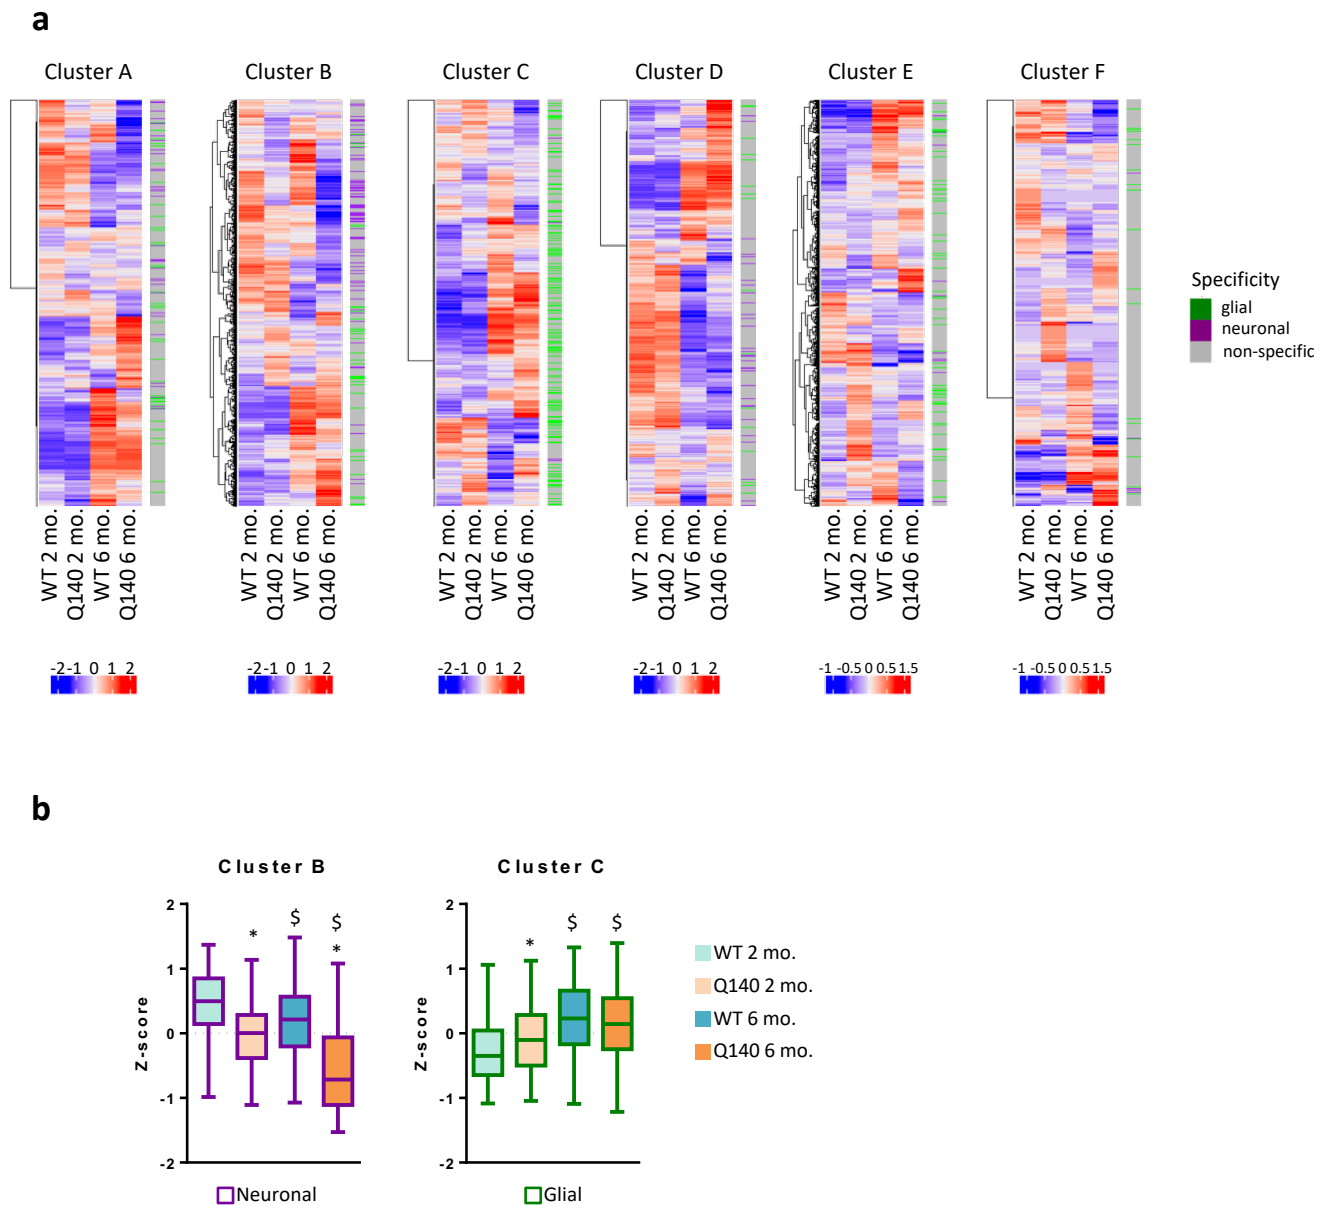 a
Cluster A
Cluster B
Cluster C
Cluster D
Cluster E
Cluster F
Specificity
glial
neuronal
non-specific
WT 2 mo.
Q140 2 mo.
WT 6 mo.
Q140 6 mo.
WT 2 mo.
Q140 2 mo.
WT 6 mo.
Q140 6 mo.
WT 2 mo.
Q140 2 mo.
WT 6 mo.
Q140 6 mo.
WT 2 mo.
Q140 2 mo.
WT 6 mo.
Q140 6 mo.
WT 2 mo.
Q140 2 mo.
WT 6 mo.
Q140 6 mo.
WT 2 mo.
Q140 2 mo.
WT 6 mo.
Q140 6 mo.
-2 -1 0 1 2
-2 -1 0 1 2
-2 -1 0 1 2
-2 -1 0 1 2
-1 -0.5 0 0.5 1.5
-1 -0.5 0 0.5 1.5
b
Cluster B
Z-score
2
1
0
-1
-2
*
$
$
*
Neuronal
Cluster C
Z-score
2
1
0
-1
-2
*
$
$
Glial
WT 2 mo.
Q140 2 mo.
WT 6 mo.
Q140 6 mo.